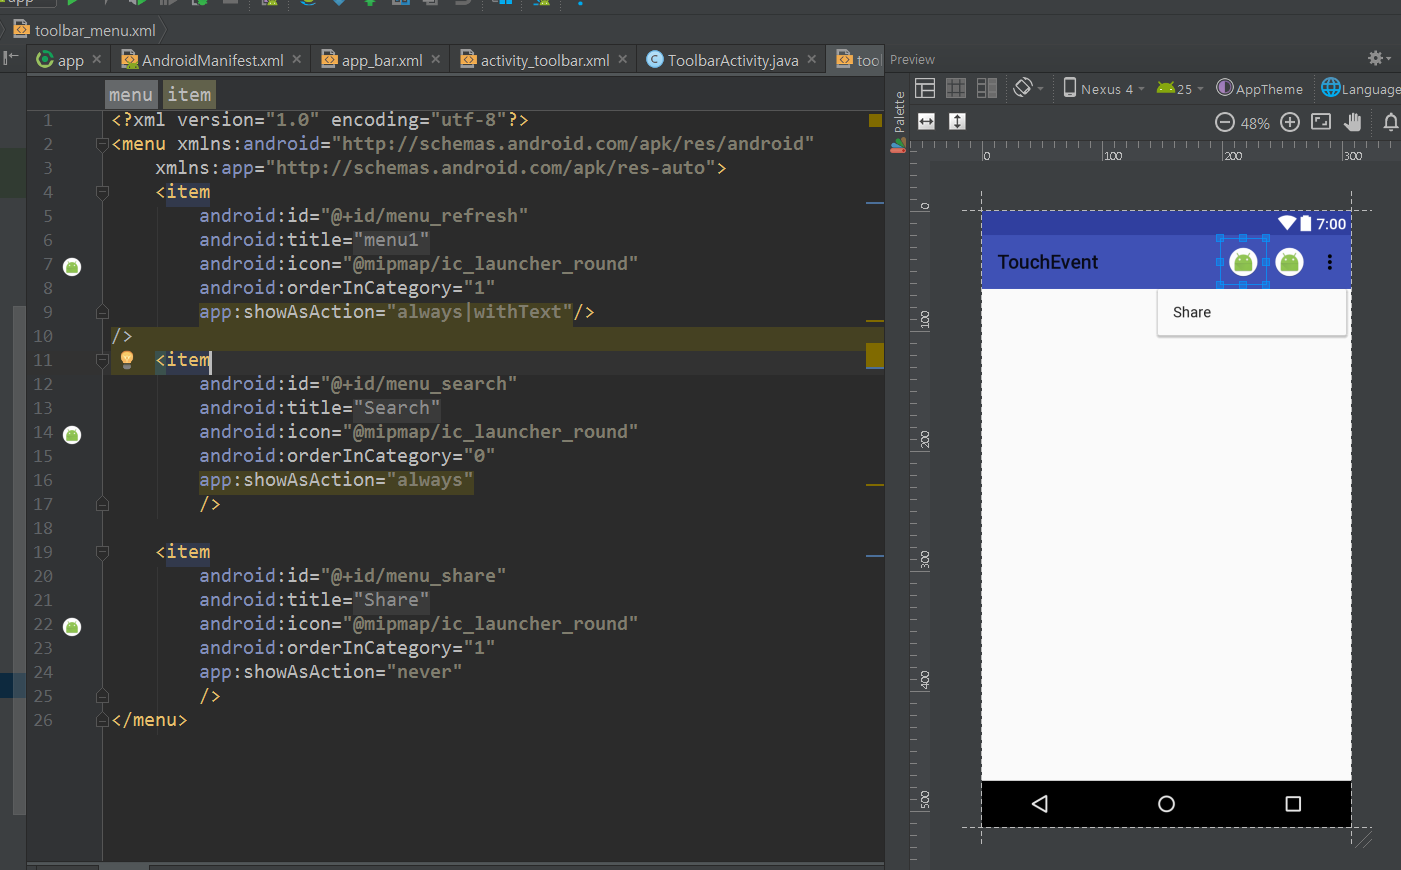 app
toolbar_menu.xml
app
AndroidManifest.xml
app_bar.xml
activity_toolbar.xml
ToolbarActivity.java
tool
Preview
menu item
1 <?xml version="1.0" encoding="utf-8"?>
2 <menu xmlns:android="http://schemas.android.com/apk/res/android"
3 xmlns:app="http://schemas.android.com/apk/res-auto">
4 <item
5 android:id="@+id/menu_refresh"
6 android:title="menu1"
7 android:icon="@mipmap/ic_launcher_round"
8 android:orderInCategory="1"
9 app:showAsAction="always|withText"/>
10 />
11 <item
12 android:id="@+id/menu_search"
13 android:title="Search"
14 android:icon="@mipmap/ic_launcher_round"
15 android:orderInCategory="0"
16 app:showAsAction="always"
17 />
18
19 <item
20 android:id="@+id/menu_share"
21 android:title="Share"
22 android:icon="@mipmap/ic_launcher_round"
23 android:orderInCategory="1"
24 app:showAsAction="never"
25 />
26 </menu>
Palette
Nexus 4
25
AppTheme
Language
48%
0 100 200 300
0
100
200
300
400
500
7:00
TouchEvent
Share